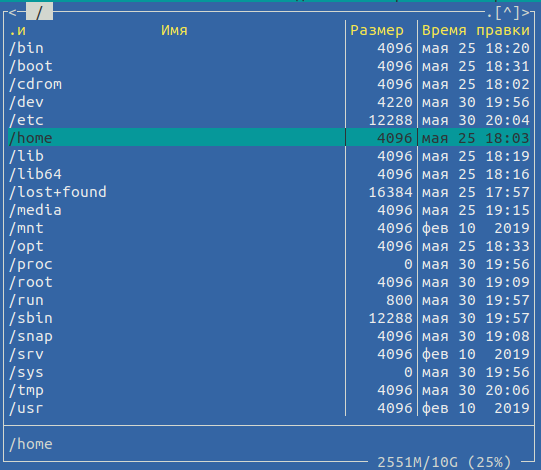 < / .[^]>
.и Имя Размер Время правки
/bin 4096 мая 25 18:20
/boot 4096 мая 25 18:31
/cdrom 4096 мая 25 18:02
/dev 4220 мая 30 19:56
/etc 12288 мая 30 20:04
/home 4096 мая 25 18:03
/lib 4096 мая 25 18:19
/lib64 4096 мая 25 18:16
/lost+found 16384 мая 25 17:57
/media 4096 мая 25 19:15
/mnt 4096 фев 10 2019
/opt 4096 мая 25 18:33
/proc 0 мая 30 19:56
/root 4096 мая 30 19:09
/run 800 мая 30 19:57
/sbin 12288 мая 30 19:57
/snap 4096 мая 30 19:08
/srv 4096 фев 10 2019
/sys 0 мая 30 19:56
/tmp 4096 мая 30 20:06
/usr 4096 фев 10 2019
/home
2551M/10G (25%)